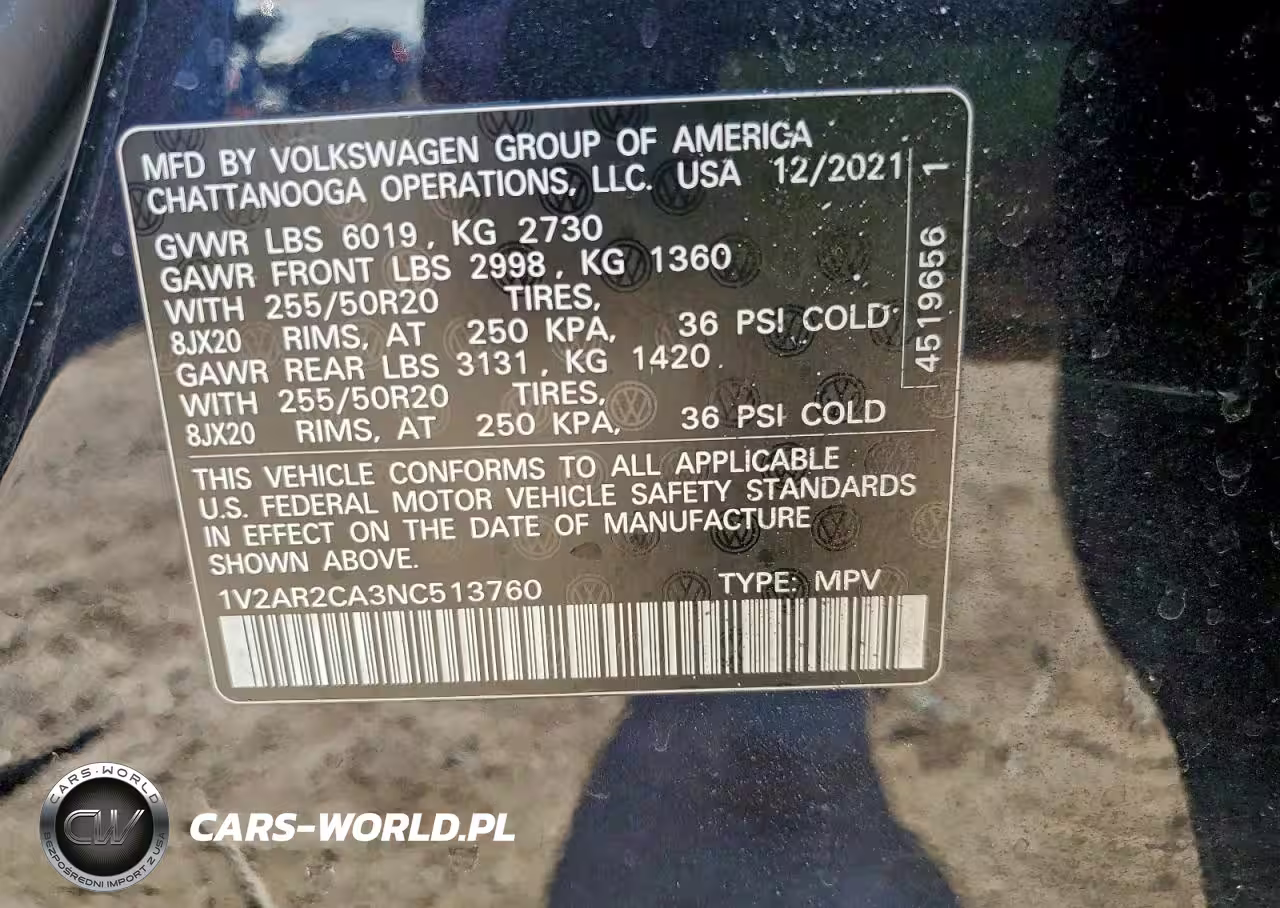 MFD BY VOLKSWAGEN GROUP OF AMERICA
CHATTANOOGA OPERATIONS, LLC. USA 12/2021
GVWR LBS 6019, KG 2730
GAWR FRONT LBS 2998, KG 1360
WITH 255/50R20 TIRES,
8JX20 RIMS, AT 250 KPA, 36 PSI COLD
GAWR REAR LBS 3131, KG 1420
WITH 255/50R20 TIRES,
8JX20 RIMS, AT 250 KPA, 36 PSI COLD
4519656 1
THIS VEHICLE CONFORMS TO ALL APPLICABLE
U.S. FEDERAL MOTOR VEHICLE SAFETY STANDARDS
IN EFFECT ON THE DATE OF MANUFACTURE
SHOWN ABOVE.
1V2AR2CA3NC513760 TYPE: MPV
CARS-WORLD
CW
BEZPOŚREDNI IMPORT Z USA
CARS-WORLD.PL